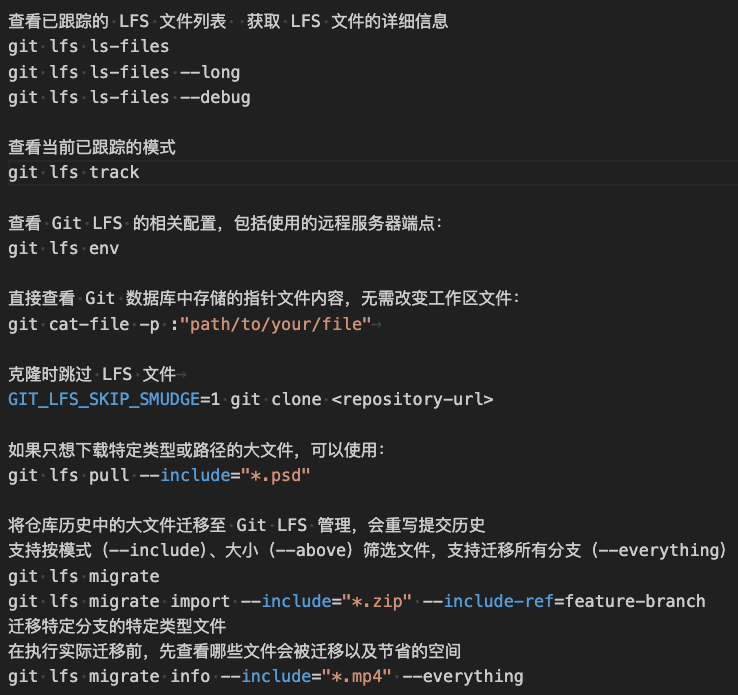 查看已跟踪的 LFS 文件列表  获取 LFS 文件的详细信息
git lfs ls-files
git lfs ls-files --long
git lfs ls-files --debug
查看当前已跟踪的模式
git lfs track
查看 Git LFS 的相关配置，包括使用的远程服务器端点：
git lfs env
直接查看 Git 数据库中存储的指针文件内容，无需改变工作区文件：
git cat-file -p :"path/to/your/file"
克隆时跳过 LFS 文件
GIT_LFS_SKIP_SMUDGE=1 git clone <repository-url>
如果只想下载特定类型或路径的大文件，可以使用：
git lfs pull --include="*.psd"
将仓库历史中的大文件迁移至 Git LFS 管理，会重写提交历史
支持按模式（--include）、大小（--above）筛选文件，支持迁移所有分支（--everything）
git lfs migrate
git lfs migrate import --include="*.zip" --include-ref=feature-branch
迁移特定分支的特定类型文件
在执行实际迁移前，先查看哪些文件会被迁移以及节省的空间
git lfs migrate info --include="*.mp4" --everything